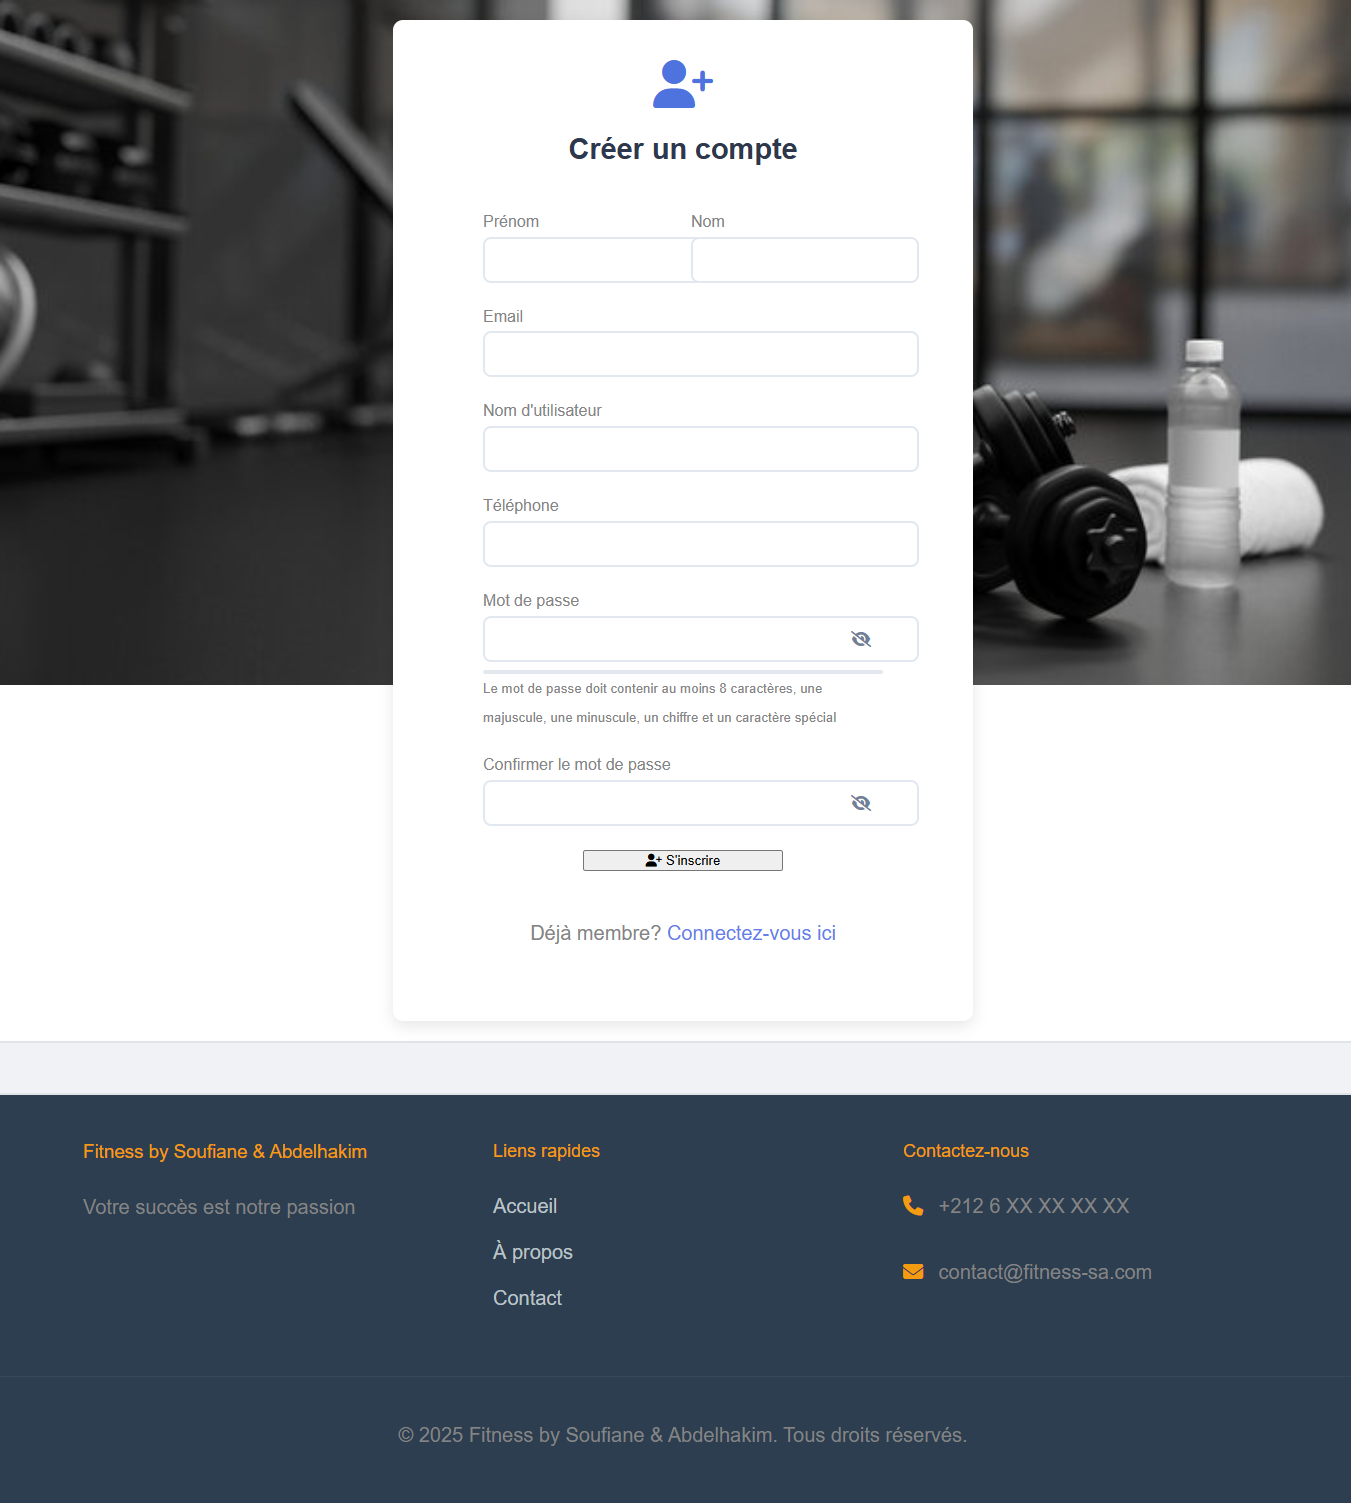 Créer un compte
Prénom
Nom
Email
Nom d'utilisateur
Téléphone
Mot de passe
Le mot de passe doit contenir au moins 8 caractères, une
majuscule, une minuscule, un chiffre et un caractère spécial
Confirmer le mot de passe
S'inscrire
Déjà membre? Connectez-vous ici
Fitness by Soufiane & Abdelhakim
Votre succès est notre passion
Liens rapides
Accueil
À propos
Contact
Contactez-nous
+212 6 XX XX XX XX
contact@fitness-sa.com
© 2025 Fitness by Soufiane & Abdelhakim. Tous droits réservés.